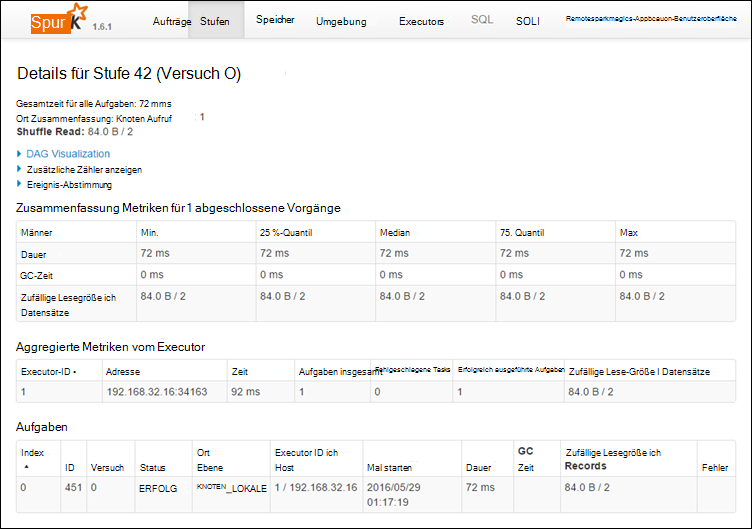 Spur K 1.6.1 Aufträge Stufen Speicher Umgebung Executors SQL SOLI Remotesparkmagics-Appbcauon-Benutzeroberfläche
Details für Stufe 42 (Versuch O)
Gesamtzeit für alle Aufgaben: 72 mms
Ort Zusammenfassung: Knoten Aufruf 1
Shuffle Read: 84.0 B / 2
DAG Visualization
Zusätzliche Zähler anzeigen
Ereignis-Abstimmung
Zusammenfassung Metriken für 1 abgeschlossene Vorgänge
Männer Min. 25 %-Quantil Median 75. Quantil Max
Dauer 72 ms 72 ms 72 ms 72 ms 72 ms
GC-Zeit 0 ms 0 ms 0 ms 0 ms 0 ms
Zufällige Lesegröße ich 84.0 B / 2 84.0 B / 2 84.0 B / 2 84.0 B / 2 84.0 B / 2
Datensätze
Aggregierte Metriken vom Executor
Executor-ID Adresse Zeit Aufgaben insgesamt Fehlgeschlagene Tasks Erfolgreich ausgeführte Aufgaben Zufällige Lese-Größe I Datensätze
1 192.168.32.16:34163 92 ms 1 0 1 84.0 B / 2
Aufgaben
Index ID Versuch Status Ort Executor ID ich Mal starten Dauer GC Zufällige Lesegröße ich Fehler
Ebene Host Zeit Records
0 451 0 ERFOLG KNOTEN_LOKALE 1 / 192.168.32.16 2016/05/29 72 ms 84.0 B / 2
01:17:19